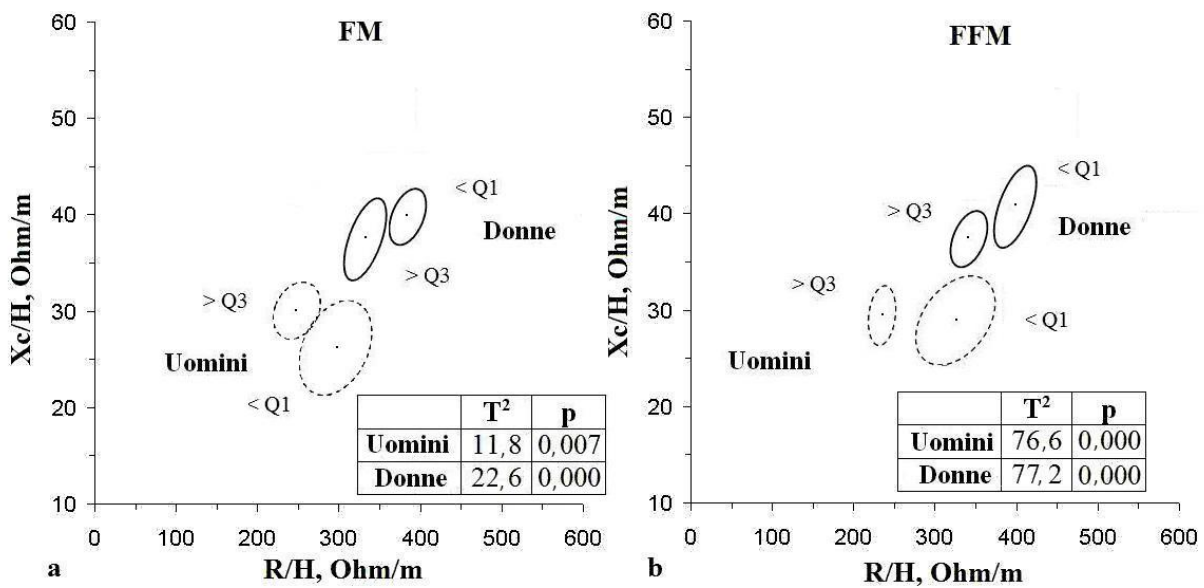 FM
60
50
40
30
20
10
Xc/H, Ohm/m
< Q1
Donne
> Q3
> Q3
Uomini
< Q1
T² p
Uomini 11,8 0,007
Donne 22,6 0,000
0 100 200 300 400 500 600
R/H, Ohm/m
a
FFM
60
50
40
30
20
10
Xc/H, Ohm/m
< Q1
> Q3
Donne
> Q3
< Q1
Uomini
T² p
Uomini 76,6 0,000
Donne 77,2 0,000
0 100 200 300 400 500 600
R/H, Ohm/m
b